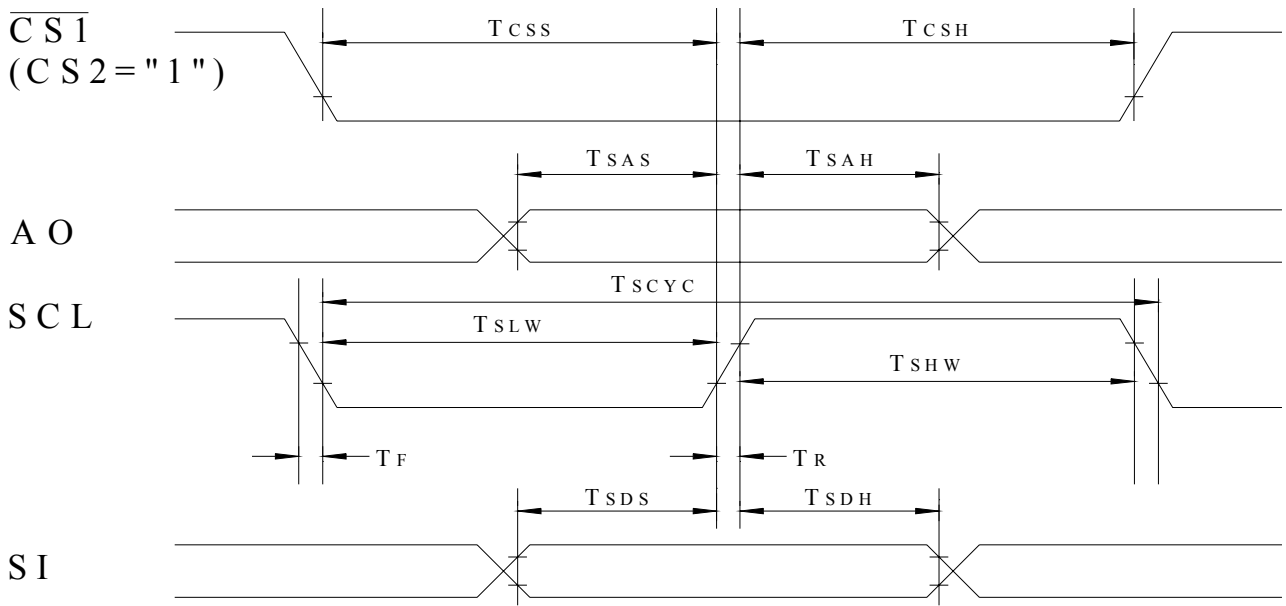 CS1
(CS2="1")
TCSS
TCSH
TSAS
TSAH
AO
TSCYC
SCL
TSLW
TSHW
TF
TR
TSDS
TSDH
SI